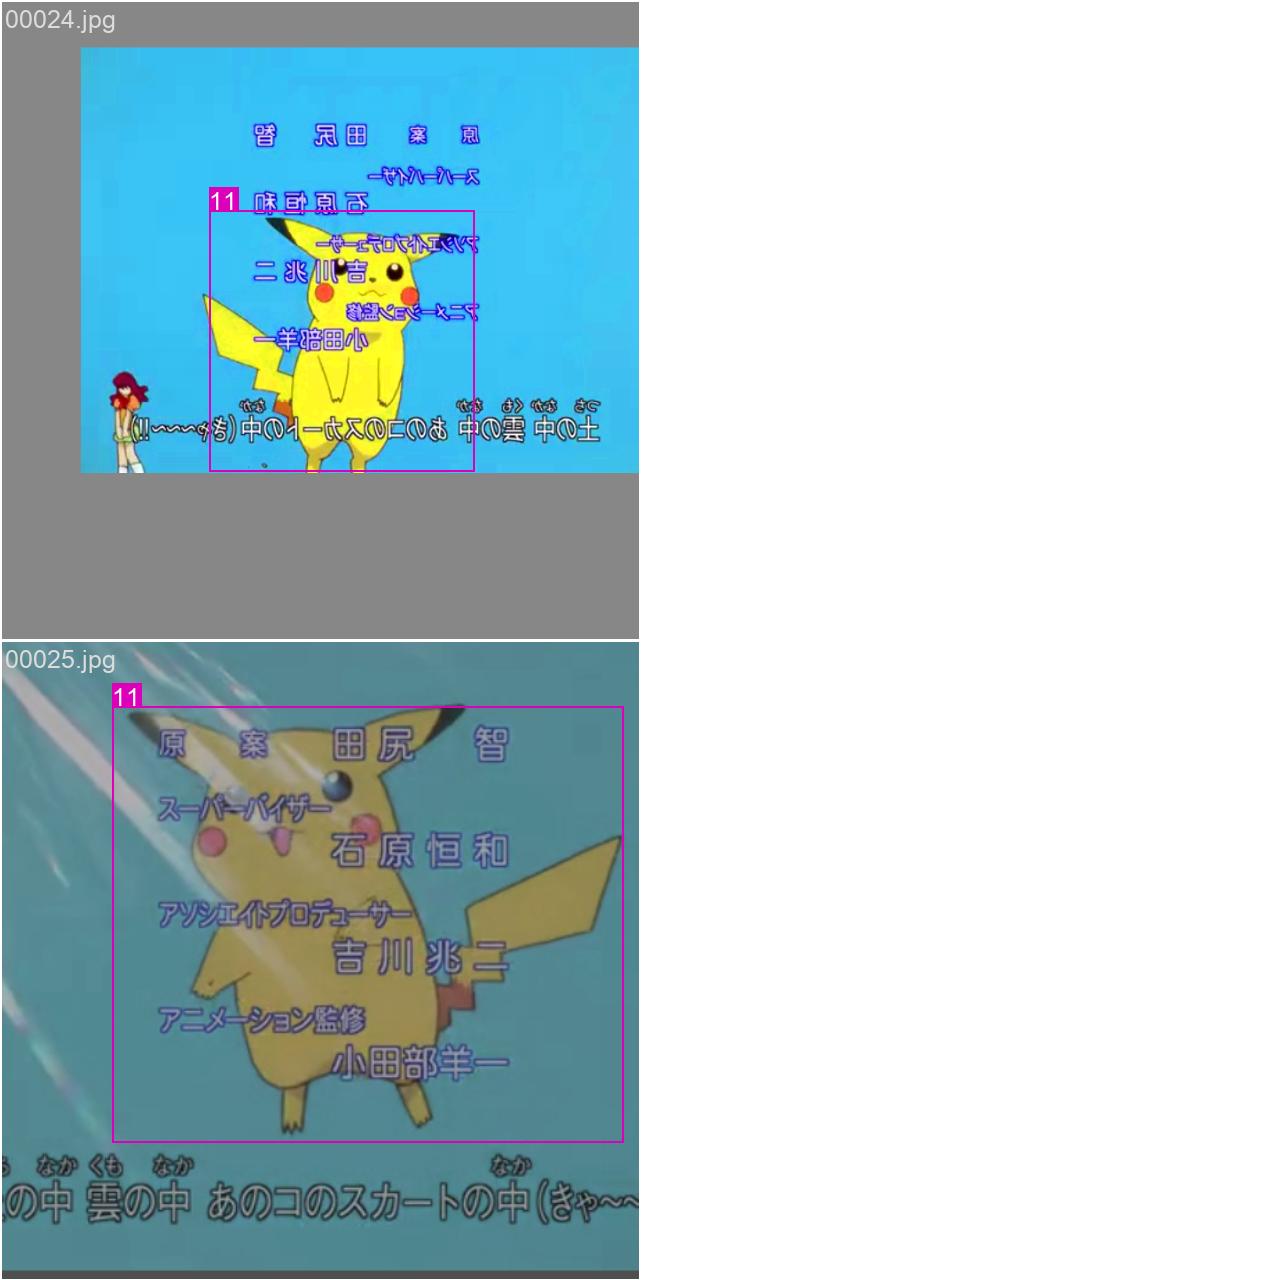 00024.jpg
原 案 田尻 智
スーパーバイザー
石原恒和
11
アソシエイトプロデューサー
吉川兆二
アニメーション監修
小田部羊一
つち なか くも なか なか
土の中 雲の中 あのコのスカートの中(きゃ~~~!!)
00025.jpg
11
原 案 田尻 智
スーパーバイザー
石原恒和
アソシエイトプロデューサー
吉川兆二
アニメーション監修
小田部羊一
なか くも なか なか
の中 雲の中 あのコのスカートの中(きゃ~~